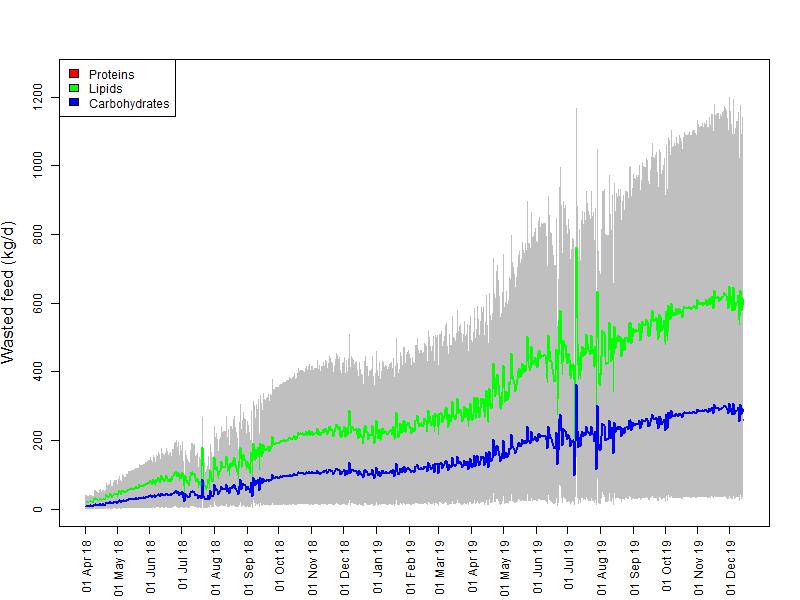 Proteins
Lipids
Carbohydrates
Wasted feed (kg/d)
1200
1000
800
600
400
200
0
01 Apr 18
01 May 18
01 Jun 18
01 Jul 18
01 Aug 18
01 Sep 18
01 Oct 18
01 Nov 18
01 Dec 18
01 Jan 19
01 Feb 19
01 Mar 19
01 Apr 19
01 May 19
01 Jun 19
01 Jul 19
01 Aug 19
01 Sep 19
01 Oct 19
01 Nov 19
01 Dec 19